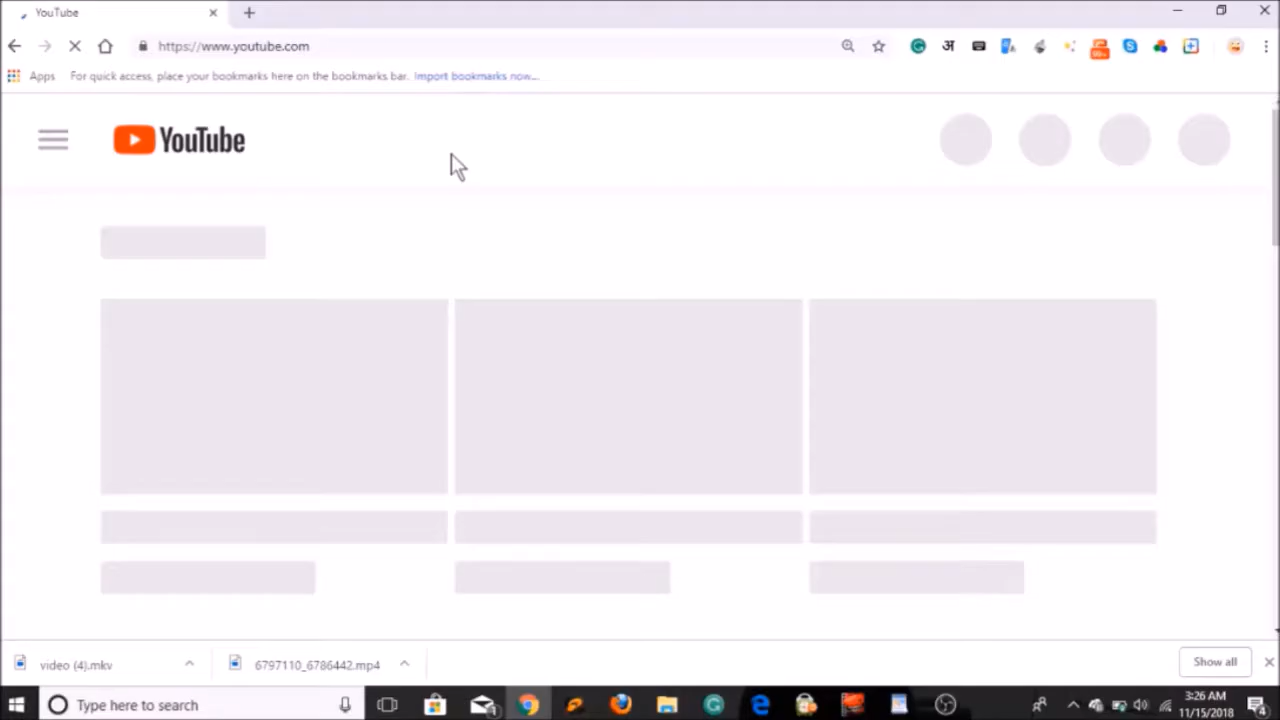 YouTube
https://www.youtube.com
अ
Apps For quick access, place your bookmarks here on the bookmarks bar. Import bookmarks now...
YouTube
video (4).mkv 6797110_6786442.mp4 Show all
Type here to search
3:26 AM
11/15/2018
4